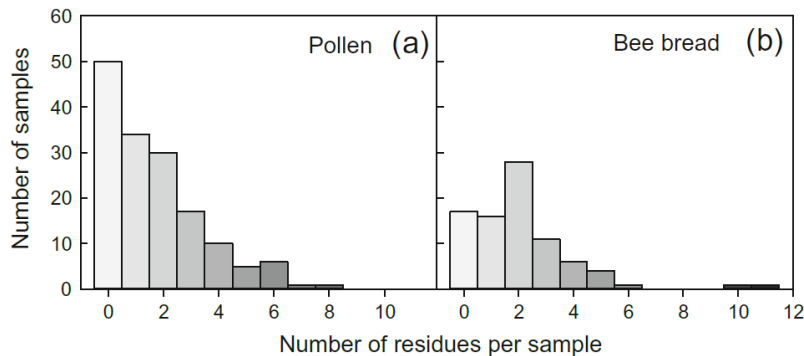 60
50
40
30
20
10
0
Number of samples
Pollen (a)
Bee bread (b)
0 2 4 6 8 10
0 2 4 6 8 10 12
Number of residues per sample